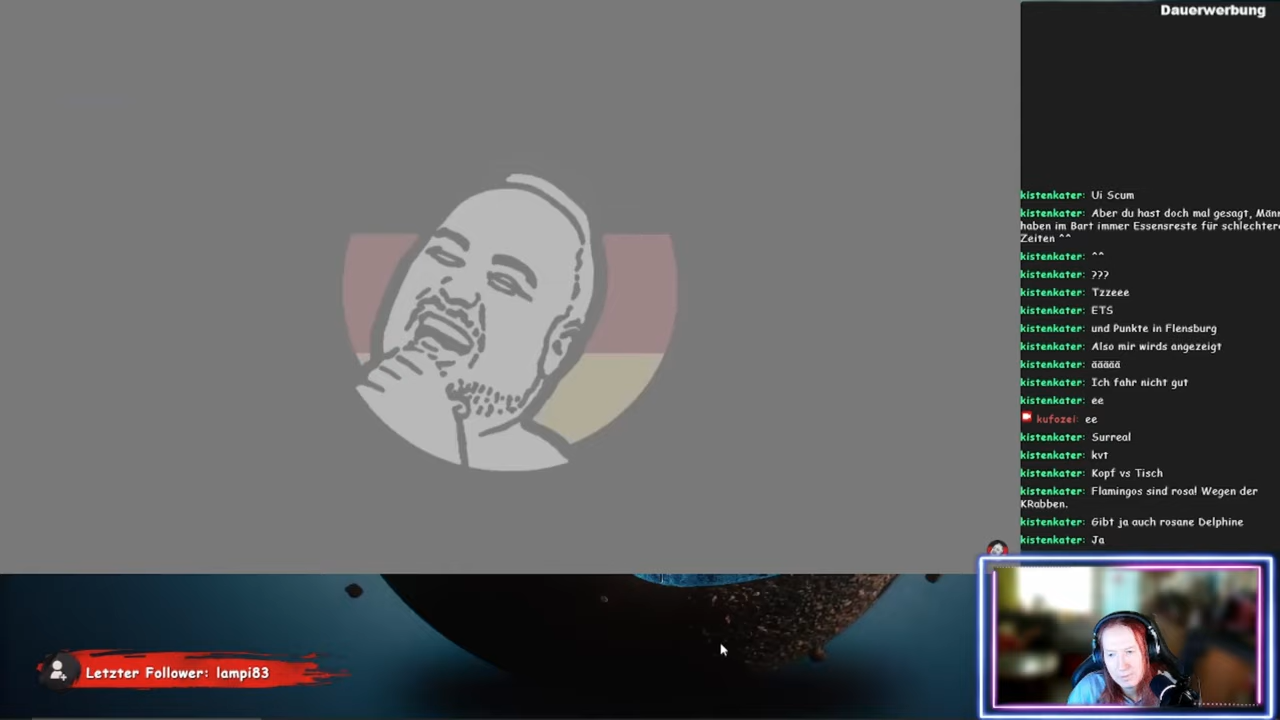 Dauerwerbung
kistenkater: Ui Scum
kistenkater: Aber du hast doch mal gesagt,
haben im Bart immer Essensreste für schlechtere
Zeiten ^^
kistenkater: ^^
kistenkater: ???
kistenkater: Tzzeee
kistenkater: ETS
kistenkater: und Punkte in Flensburg
kistenkater: Also mir wirds angezeigt
kistenkater: äääää
kistenkater: Ich fahr nicht gut
kistenkater: ee
kufozei: ee
kistenkater: Surreal
kistenkater: kvt
kistenkater: Kopf vs Tisch
kistenkater: Flamingos sind rosa! Wegen der
KRabben.
kistenkater: Gibt ja auch rosane Delphine
kistenkater: Ja
Letzter Follower: lampi83